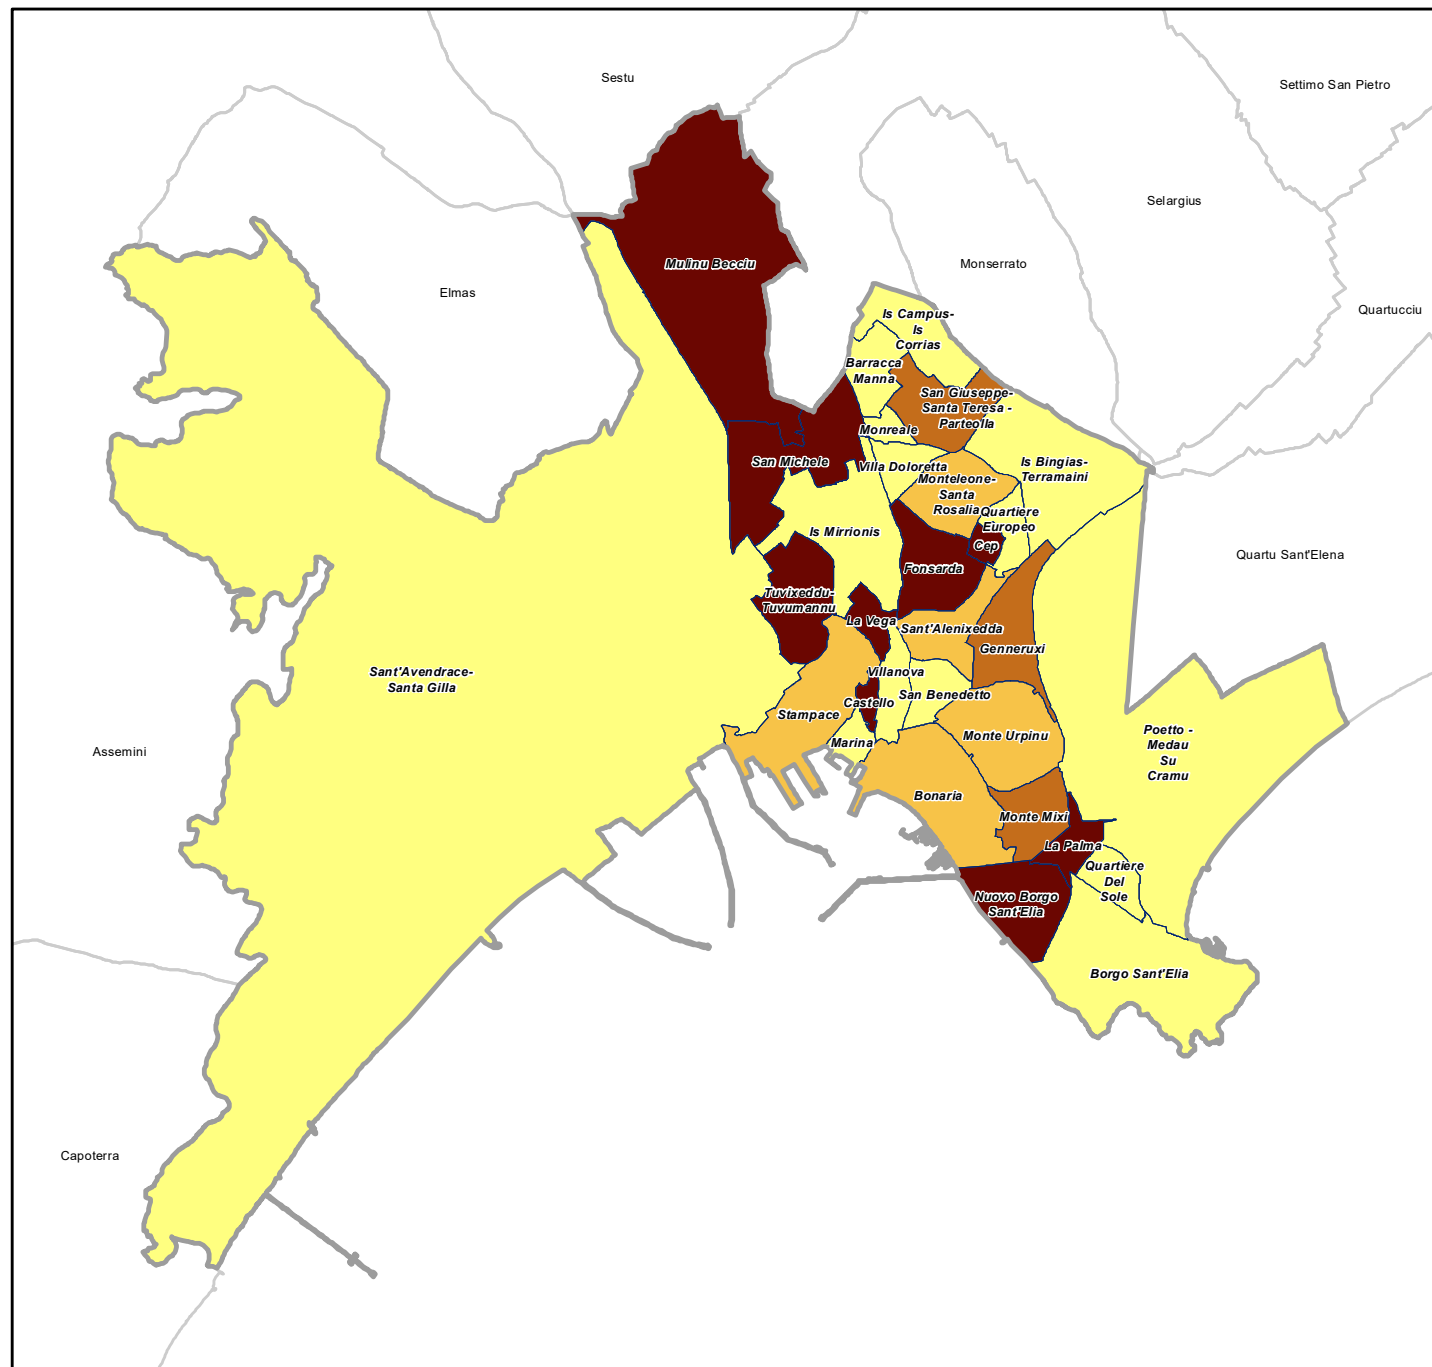 Sestu
Settimo San Pietro
Selargius
Mulinu Becciu
Monserrato
Elmas
Quartucciu
Is Campus-
Is
Corrias
Barracca
Manna
San Giuseppe-
Santa Teresa -
Parteolla
Monreale
San Michele
Villa Doloretta
Is Bingias-
Terramaini
Monteleone-
Santa
Rosalia
Quartiere
Europeo
Is Mirrionis
Cep
Quartu Sant'Elena
Fonsarda
Tuvixeddu-
Tuvumannu
La Vega
Sant'Alenixedda
Genneruxi
Sant'Avendrace-
Santa Gilla
Villanova
San Benedetto
Castello
Stampace
Marina
Monte Urpinu
Poetto -
Medau
Su
Cramu
Assemini
Bonaria
Monte Mixi
La Palma
Quartiere
Del
Sole
Nuovo Borgo
Sant'Elia
Borgo Sant'Elia
Capoterra